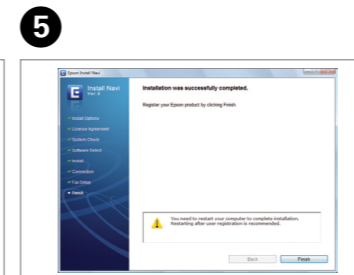 5
Epson Install Navi
Install Navi
Installation was successfully completed.
Register your Epson product by clicking Finish.
Install Options
License Agreement
System Check
Software Select
Install
Connection
Fax Setup
Finish
You need to restart your computer to complete installation.
Restarting after user registration is recommended.
Back
Finish